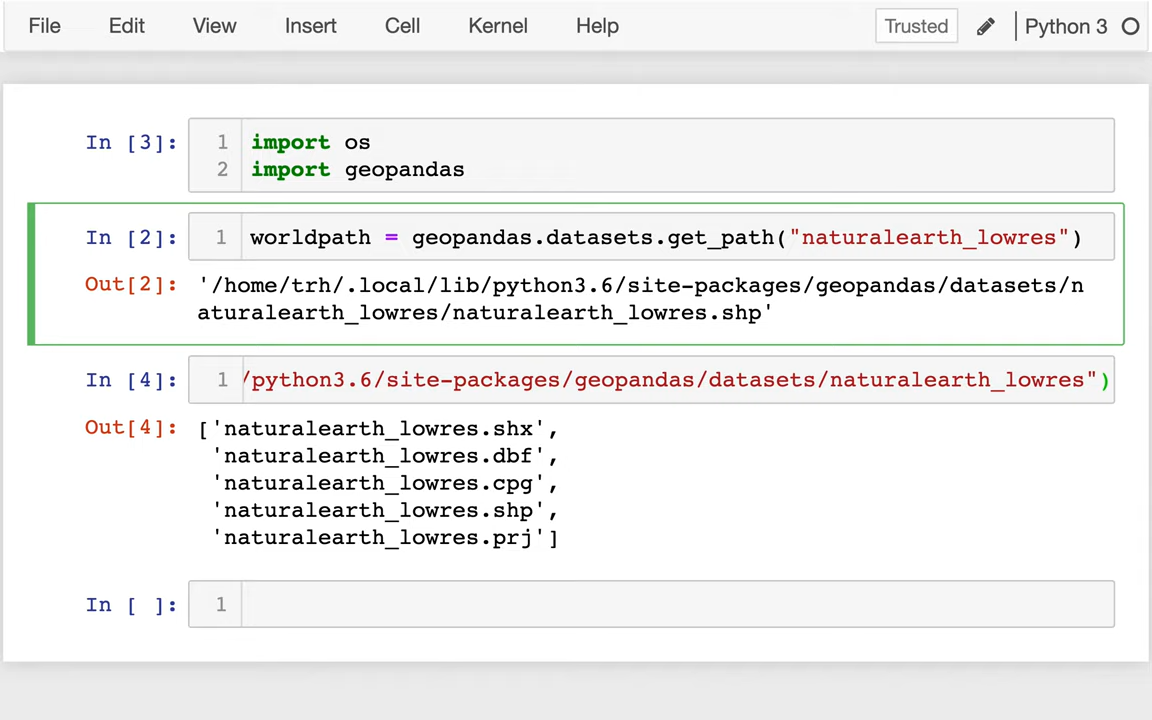 File Edit View Insert Cell Kernel Help Trusted Python 3
In [3]: 1 import os
2 import geopandas
In [2]: 1 worldpath = geopandas.datasets.get_path("naturalearth_lowres")
Out[2]: '/home/trh/.local/lib/python3.6/site-packages/geopandas/datasets/n
aturalearth_lowres/naturalearth_lowres.shp'
In [4]: 1 /python3.6/site-packages/geopandas/datasets/naturalearth_lowres")
Out[4]: ['naturalearth_lowres.shx',
'naturalearth_lowres.dbf',
'naturalearth_lowres.cpg',
'naturalearth_lowres.shp',
'naturalearth_lowres.prj']
In [ ]: 1